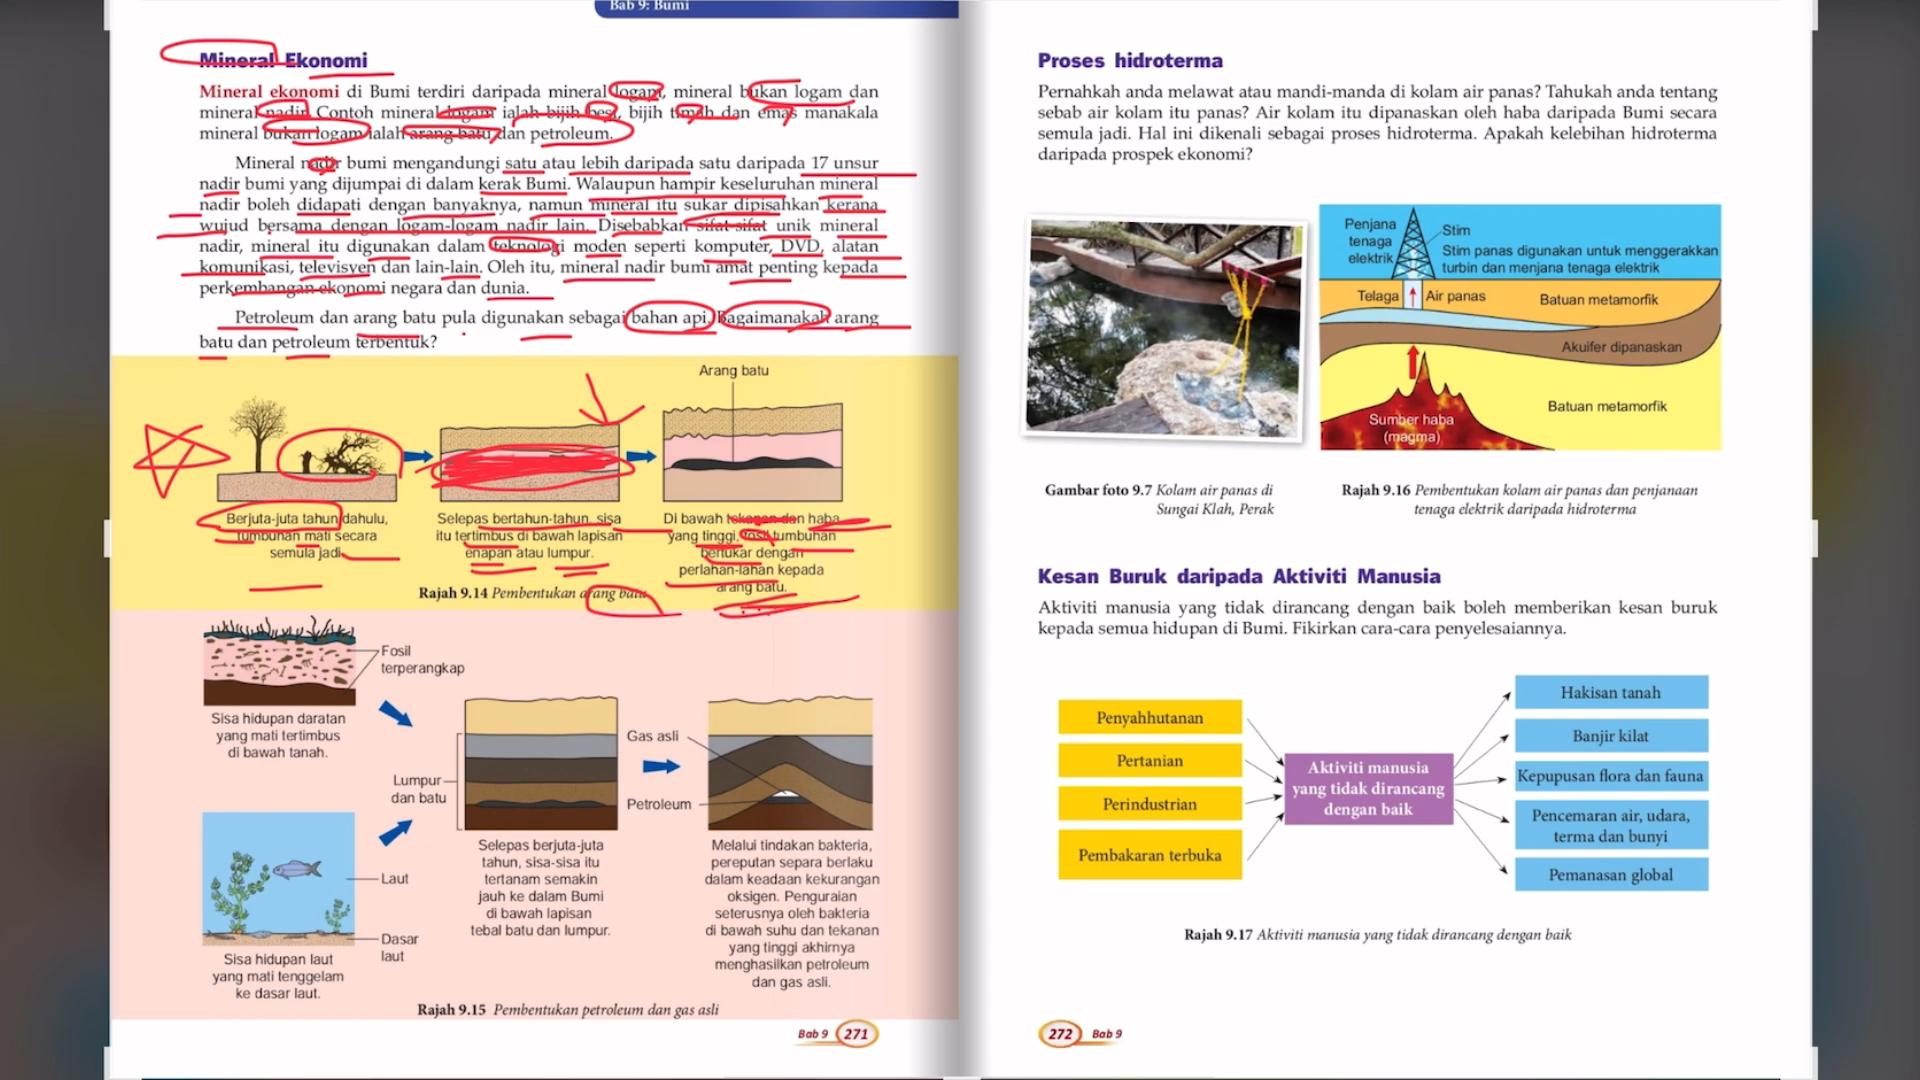 Bab 9: Bumi
Mineral Ekonomi
Mineral ekonomi di Bumi terdiri daripada mineral logam, mineral bukan logam dan
mineral nadir. Contoh mineral logam ialah bijih besi, bijih timah dan emas manakala
mineral bukan logam ialah arang batu dan petroleum.
Mineral nadir bumi mengandungi satu atau lebih daripada satu daripada 17 unsur
nadir bumi yang dijumpai di dalam kerak Bumi. Walaupun hampir keseluruhan mineral
nadir boleh didapati dengan banyaknya, namun mineral itu sukar dipisahkan kerana
wujud bersama dengan logam-logam nadir lain. Disebabkan sifat-sifat unik mineral
nadir, mineral itu digunakan dalam teknologi moden seperti komputer, DVD, alatan
komunikasi, televisyen dan lain-lain. Oleh itu, mineral nadir bumi amat penting kepada
perkembangan ekonomi negara dan dunia.
Petroleum dan arang batu pula digunakan sebagai bahan api. Bagaimanakah arang
batu dan petroleum terbentuk?
Arang batu
Berjuta-juta tahun dahulu,
tumbuhan mati secara
semula jadi.
Selepas bertahun-tahun, sisa
itu tertimbus di bawah lapisan
enapan atau lumpur.
Di bawah tekanan dan haba
yang tinggi, fosil tumbuhan
bertukar dengan
perlahan-lahan kepada
arang batu.
Rajah 9.14 Pembentukan arang batu
Fosil
terperangkap
Sisa hidupan daratan
yang mati tertimbus
di bawah tanah.
Laut
Dasar
laut
Sisa hidupan laut
yang mati tenggelam
ke dasar laut.
Lumpur
dan batu
Selepas berjuta-juta
tahun, sisa-sisa itu
tertanam semakin
jauh ke dalam Bumi
di bawah lapisan
tebal batu dan lumpur.
Gas asli
Petroleum
Melalui tindakan bakteria,
pereputan separa berlaku
dalam keadaan kekurangan
oksigen. Penguraian
seterusnya oleh bakteria
di bawah suhu dan tekanan
yang tinggi akhirnya
menghasilkan petroleum
dan gas asli.
Rajah 9.15 Pembentukan petroleum dan gas asli
Bab 9 271
Proses hidroterma
Pernahkah anda melawat atau mandi-manda di kolam air panas? Tahukah anda tentang
sebab air kolam itu panas? Air kolam itu dipanaskan oleh haba daripada Bumi secara
semula jadi. Hal ini dikenali sebagai proses hidroterma. Apakah kelebihan hidroterma
daripada prospek ekonomi?
Penjana
tenaga
elektrik
Stim
Stim panas digunakan untuk menggerakkan
turbin dan menjana tenaga elektrik
Telaga
Air panas
Batuan metamorfik
Akuifer dipanaskan
Batuan metamorfik
Sumber haba
(magma)
Gambar foto 9.7 Kolam air panas di
Sungai Klah, Perak
Rajah 9.16 Pembentukan kolam air panas dan penjanaan
tenaga elektrik daripada hidroterma
Kesan Buruk daripada Aktiviti Manusia
Aktiviti manusia yang tidak dirancang dengan baik boleh memberikan kesan buruk
kepada semua hidupan di Bumi. Fikirkan cara-cara penyelesaiannya.
Penyahhutanan
Pertanian
Perindustrian
Pembakaran terbuka
Aktiviti manusia
yang tidak dirancang
dengan baik
Hakisan tanah
Banjir kilat
Kepupusan flora dan fauna
Pencemaran air, udara,
terma dan bunyi
Pemanasan global
Rajah 9.17 Aktiviti manusia yang tidak dirancang dengan baik
272 Bab 9